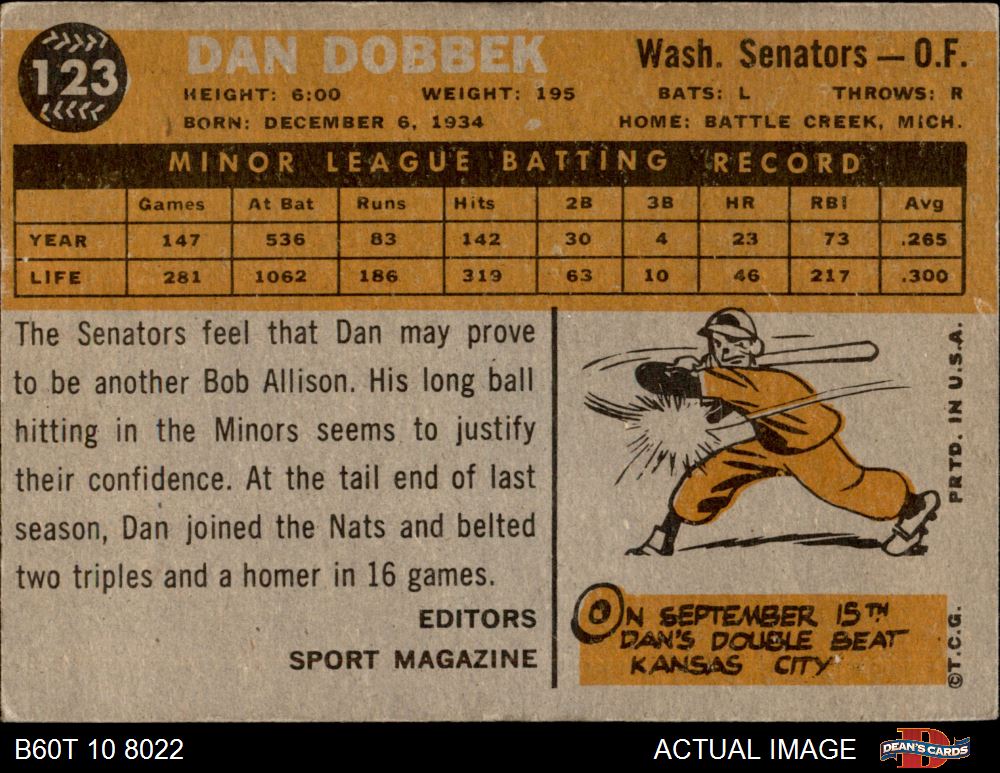 123
DAN DOBBEK
Wash. Senators — O.F.
HEIGHT: 6:00 WEIGHT: 195 BATS: L THROWS: R
BORN: DECEMBER 6, 1934 HOME: BATTLE CREEK, MICH.
MINOR LEAGUE BATTING RECORD
Games At Bat Runs Hits 2B 3B HR RBI Avg
YEAR 147 536 83 142 30 4 23 73 .265
LIFE 281 1062 186 319 63 10 46 217 .300
The Senators feel that Dan may prove
to be another Bob Allison. His long ball
hitting in the Minors seems to justify
their confidence. At the tail end of last
season, Dan joined the Nats and belted
two triples and a homer in 16 games.
EDITORS
SPORT MAGAZINE
ON SEPTEMBER 15TH
DAN'S DOUBLE BEAT
KANSAS CITY
©T.C.G. PRTD. IN U.S.A.
B60T 10 8022 ACTUAL IMAGE
DEAN'S CARDS